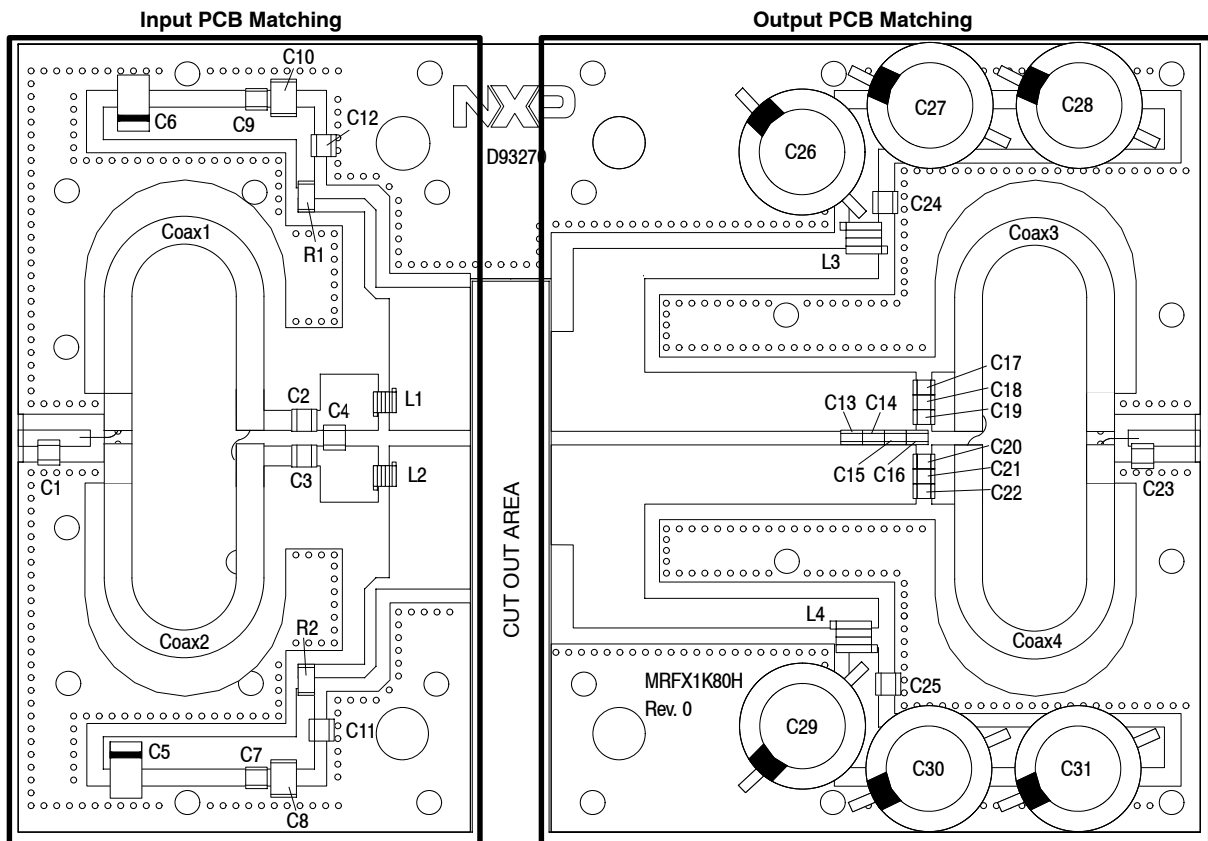 Input PCB Matching
Output PCB Matching
C10
C6
C9
C12
NXP
D93270
C26
C27
C28
C24
R1
L3
Coax1
Coax3
C2
C4
L1
C3
L2
C1
C13
C14
C15
C16
C17
C18
C19
C20
C21
C22
C23
CUT OUT AREA
Coax2
Coax4
R2
L4
MRFX1K80H
Rev. 0
C25
C5
C7
C11
C8
C29
C30
C31